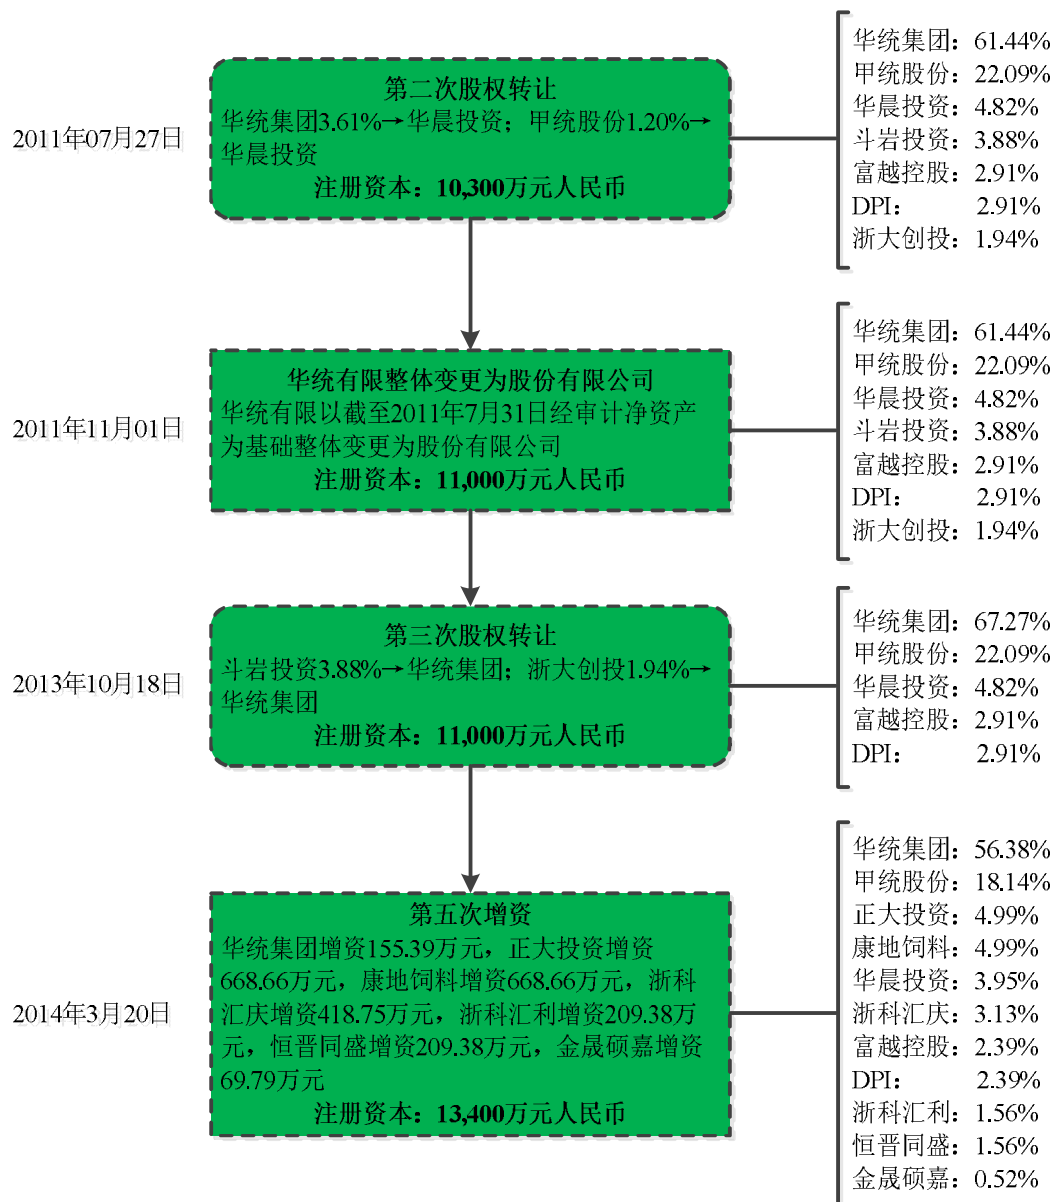 2011年07月27日
第二次股权转让
华统集团3.61%→华晨投资；甲统股份1.20%→
华晨投资
注册资本：10,300万元人民币
华统集团：61.44%
甲统股份：22.09%
华晨投资：4.82%
斗岩投资：3.88%
富越控股：2.91%
DPI： 2.91%
浙大创投：1.94%
2011年11月01日
华统有限整体变更为股份有限公司
华统有限以截至2011年7月31日经审计净资产
为基础整体变更为股份有限公司
注册资本：11,000万元人民币
华统集团：61.44%
甲统股份：22.09%
华晨投资：4.82%
斗岩投资：3.88%
富越控股：2.91%
DPI： 2.91%
浙大创投：1.94%
2013年10月18日
第三次股权转让
斗岩投资3.88%→华统集团；浙大创投1.94%→
华统集团
注册资本：11,000万元人民币
华统集团：67.27%
甲统股份：22.09%
华晨投资：4.82%
富越控股：2.91%
DPI： 2.91%
2014年3月20日
第五次增资
华统集团增资155.39万元，正大投资增资
668.66万元，康地饲料增资668.66万元，浙科
汇庆增资418.75万元，浙科汇利增资209.38万
元，恒晋同盛增资209.38万元，金晟硕嘉增资
69.79万元
注册资本：13,400万元人民币
华统集团：56.38%
甲统股份：18.14%
正大投资：4.99%
康地饲料：4.99%
华晨投资：3.95%
浙科汇庆：3.13%
富越控股：2.39%
DPI： 2.39%
浙科汇利：1.56%
恒晋同盛：1.56%
金晟硕嘉：0.52%